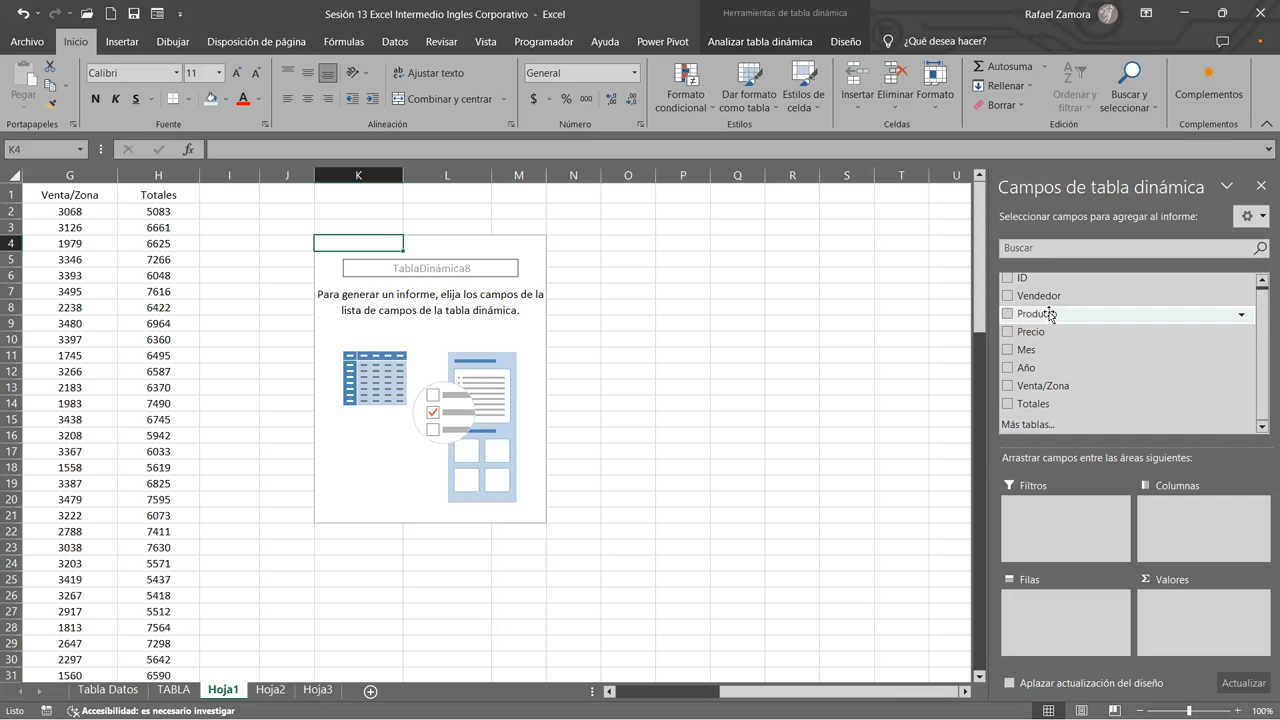 Sesión 13 Excel Intermedio Ingles Corporativo - Excel
Herramientas de tabla dinámica
Rafael Zamora
Archivo Inicio Insertar Dibujar Disposición de página Fórmulas Datos Revisar Vista Programador Ayuda Power Pivot Analizar tabla dinámica Diseño ¿Qué desea hacer?
Pegar
Portapapeles
Calibri 11
N K S
Fuente
Ajustar texto
Combinar y centrar
Alineación
General
$ % 000
Número
Formato condicional
Dar formato como tabla
Estilos de celda
Estilos
Insertar Eliminar Formato
Celdas
Autosuma
Rellenar
Borrar
Ordenar y filtrar
Buscar y seleccionar
Edición
Complementos
Complementos
K4
fx
G H I J K L M N O P Q R S T U
1 Venta/Zona Totales
2 3068 5083
3 3126 6661
4 1979 6625
5 3346 7266
6 3393 6048
7 3495 7616
8 2238 6422
9 3480 6964
10 3397 6360
11 1745 6495
12 3266 6587
13 2183 6370
14 1983 7490
15 3438 6745
16 3208 5942
17 3367 6033
18 1558 5619
19 3387 6825
20 3479 7595
21 3222 6073
22 2788 7411
23 3038 7630
24 3203 5571
25 3419 5437
26 3267 5418
27 2917 5512
28 1813 7564
29 2647 7298
30 2297 5642
31 1560 6590
TablaDinámica8
Para generar un informe, elija los campos de la
lista de campos de la tabla dinámica.
Campos de tabla dinámica
Seleccionar campos para agregar al informe:
Buscar
ID
Vendedor
Producto
Precio
Mes
Año
Venta/Zona
Totales
Más tablas...
Arrastrar campos entre las áreas siguientes:
Filtros
Columnas
Filas
Σ Valores
Aplazar actualización del diseño
Actualizar
Tabla Datos TABLA Hoja1 Hoja2 Hoja3
Listo
Accesibilidad: es necesario investigar
100%